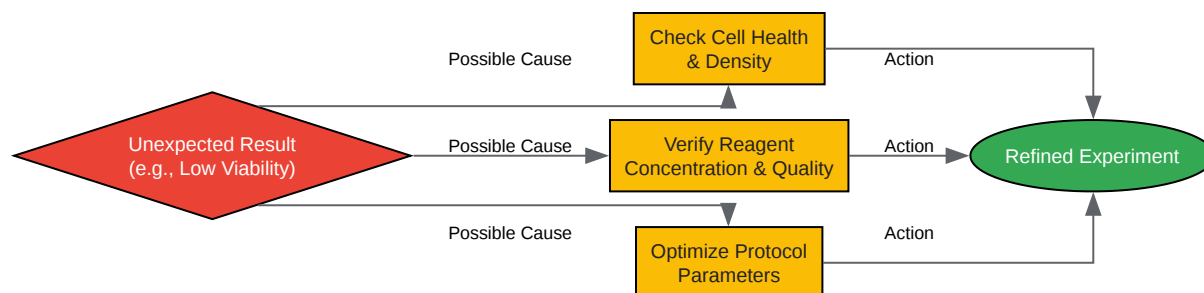 Unexpected Result
(e.g., Low Viability)
Possible Cause
Check Cell Health
& Density
Action
Possible Cause
Verify Reagent
Concentration & Quality
Action
Possible Cause
Optimize Protocol
Parameters
Action
Refined Experiment